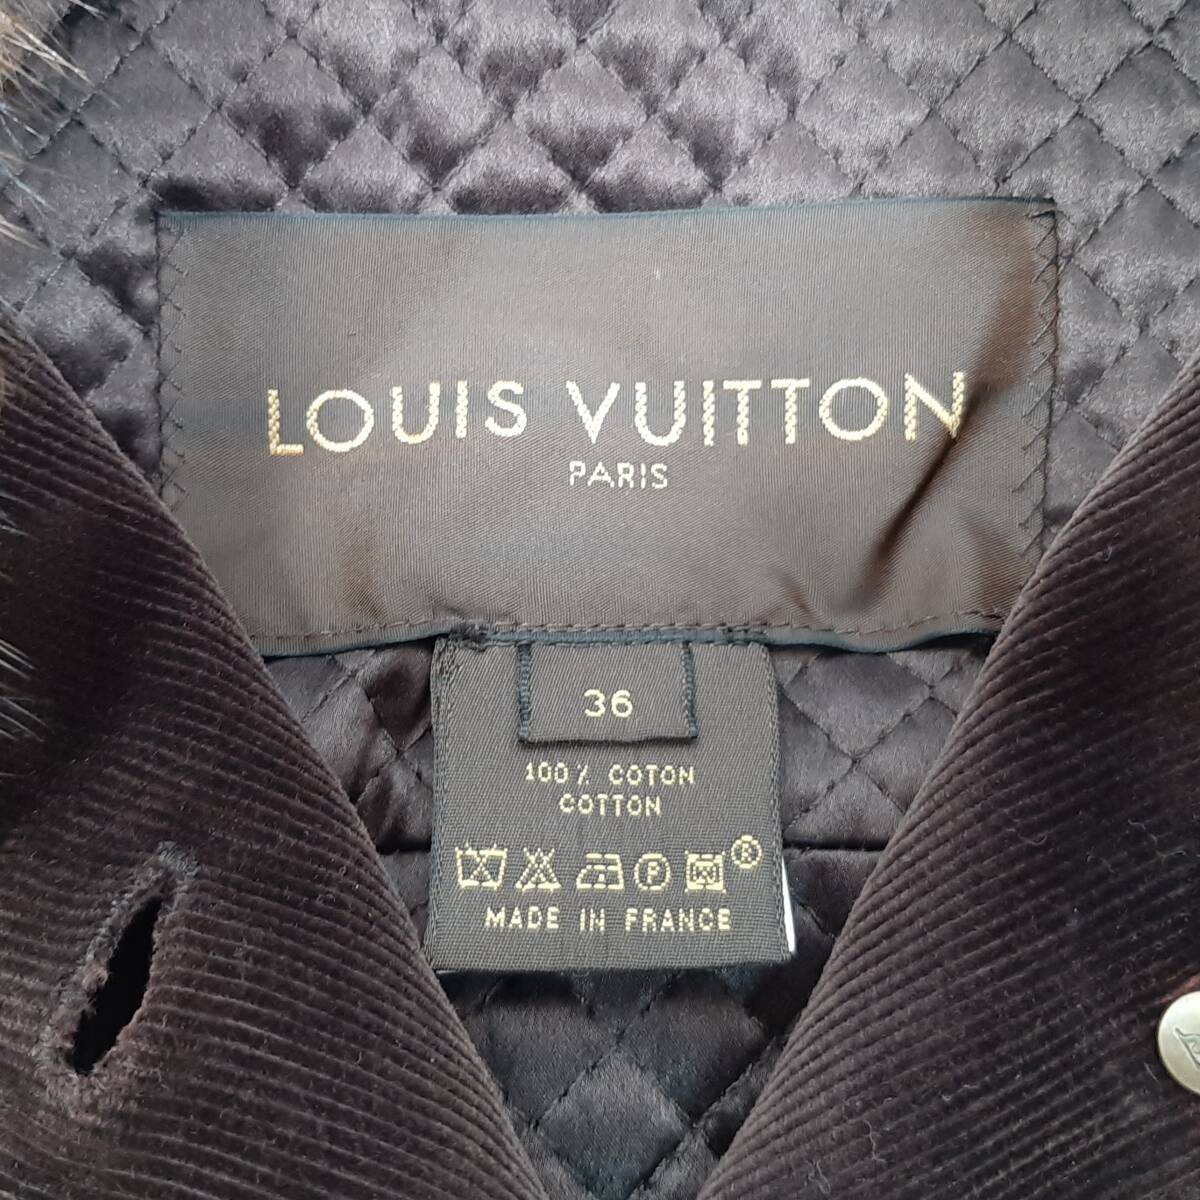 LOUIS VUITTON
PARIS
36
100% COTON
COTTON
P ®
MADE IN FRANCE